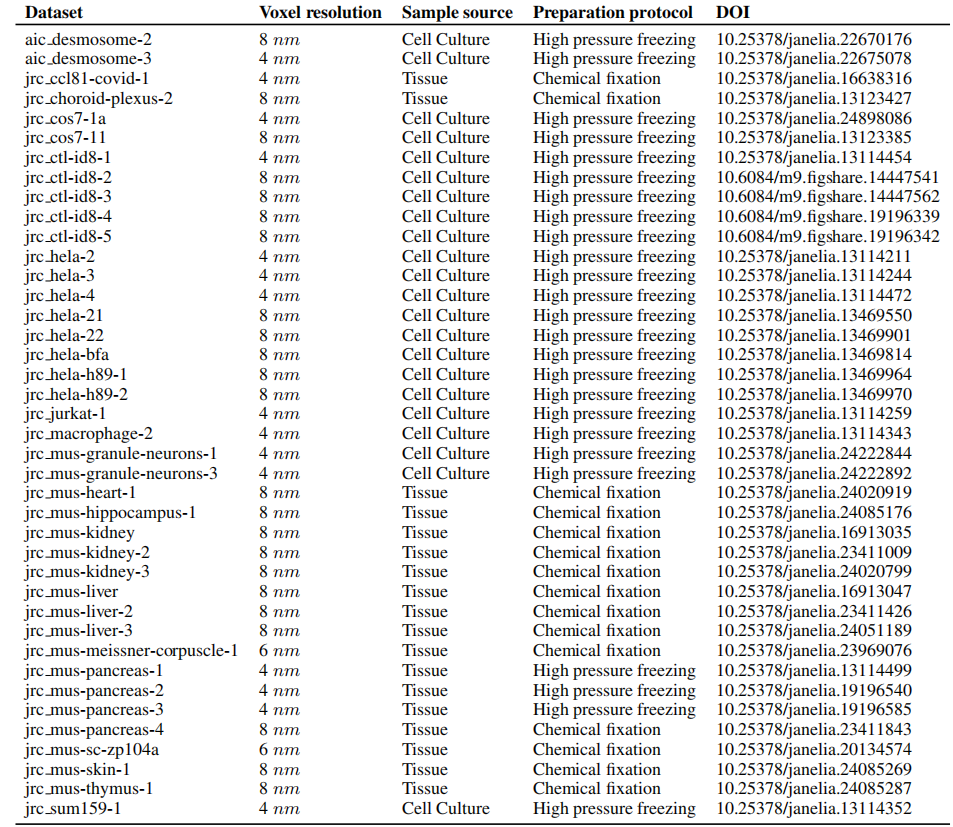 Dataset Voxel resolution Sample source Preparation protocol DOI
aic_desmosome-2 8 nm Cell Culture High pressure freezing 10.25378/janelia.22670176
aic_desmosome-3 4 nm Cell Culture High pressure freezing 10.25378/janelia.22675078
jrc_ccl81-covid-1 4 nm Tissue Chemical fixation 10.25378/janelia.16638316
jrc_choroid-plexus-2 8 nm Tissue Chemical fixation 10.25378/janelia.13123427
jrc_cos7-1a 4 nm Cell Culture High pressure freezing 10.25378/janelia.24898086
jrc_cos7-11 8 nm Cell Culture High pressure freezing 10.25378/janelia.13123385
jrc_ctl-id8-1 4 nm Cell Culture High pressure freezing 10.25378/janelia.13114454
jrc_ctl-id8-2 8 nm Cell Culture High pressure freezing 10.6084/m9.figshare.14447541
jrc_ctl-id8-3 8 nm Cell Culture High pressure freezing 10.6084/m9.figshare.14447562
jrc_ctl-id8-4 8 nm Cell Culture High pressure freezing 10.6084/m9.figshare.19196339
jrc_ctl-id8-5 8 nm Cell Culture High pressure freezing 10.6084/m9.figshare.19196342
jrc_hela-2 4 nm Cell Culture High pressure freezing 10.25378/janelia.13114211
jrc_hela-3 4 nm Cell Culture High pressure freezing 10.25378/janelia.13114244
jrc_hela-4 4 nm Cell Culture High pressure freezing 10.25378/janelia.13114472
jrc_hela-21 8 nm Cell Culture High pressure freezing 10.25378/janelia.13469550
jrc_hela-22 8 nm Cell Culture High pressure freezing 10.25378/janelia.13469901
jrc_hela-bfa 8 nm Cell Culture High pressure freezing 10.25378/janelia.13469814
jrc_hela-h89-1 8 nm Cell Culture High pressure freezing 10.25378/janelia.13469964
jrc_hela-h89-2 8 nm Cell Culture High pressure freezing 10.25378/janelia.13469970
jrc_jurkat-1 4 nm Cell Culture High pressure freezing 10.25378/janelia.13114259
jrc_macrophage-2 4 nm Cell Culture High pressure freezing 10.25378/janelia.13114343
jrc_mus-granule-neurons-1 4 nm Cell Culture High pressure freezing 10.25378/janelia.24222844
jrc_mus-granule-neurons-3 4 nm Cell Culture High pressure freezing 10.25378/janelia.24222892
jrc_mus-heart-1 8 nm Tissue Chemical fixation 10.25378/janelia.24020919
jrc_mus-hippocampus-1 8 nm Tissue Chemical fixation 10.25378/janelia.24085176
jrc_mus-kidney 8 nm Tissue Chemical fixation 10.25378/janelia.16913035
jrc_mus-kidney-2 8 nm Tissue Chemical fixation 10.25378/janelia.23411009
jrc_mus-kidney-3 8 nm Tissue Chemical fixation 10.25378/janelia.24020799
jrc_mus-liver 8 nm Tissue Chemical fixation 10.25378/janelia.16913047
jrc_mus-liver-2 8 nm Tissue Chemical fixation 10.25378/janelia.23411426
jrc_mus-liver-3 8 nm Tissue Chemical fixation 10.25378/janelia.24051189
jrc_mus-meissner-corpuscle-1 6 nm Tissue Chemical fixation 10.25378/janelia.23969076
jrc_mus-pancreas-1 4 nm Tissue High pressure freezing 10.25378/janelia.13114499
jrc_mus-pancreas-2 4 nm Tissue High pressure freezing 10.25378/janelia.19196540
jrc_mus-pancreas-3 4 nm Tissue High pressure freezing 10.25378/janelia.19196585
jrc_mus-pancreas-4 8 nm Tissue Chemical fixation 10.25378/janelia.23411843
jrc_mus-sc-zp104a 6 nm Tissue Chemical fixation 10.25378/janelia.20134574
jrc_mus-skin-1 8 nm Tissue Chemical fixation 10.25378/janelia.24085269
jrc_mus-thymus-1 8 nm Tissue Chemical fixation 10.25378/janelia.24085287
jrc_sum159-1 4 nm Cell Culture High pressure freezing 10.25378/janelia.13114352